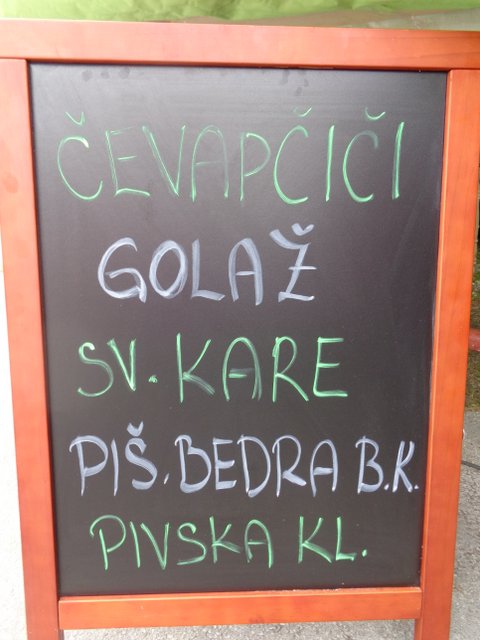 ČEVAPČIČI
GOLAŽ
SV. KARE
PIŠ. BEDRA B.K.
PIVSKA KL.